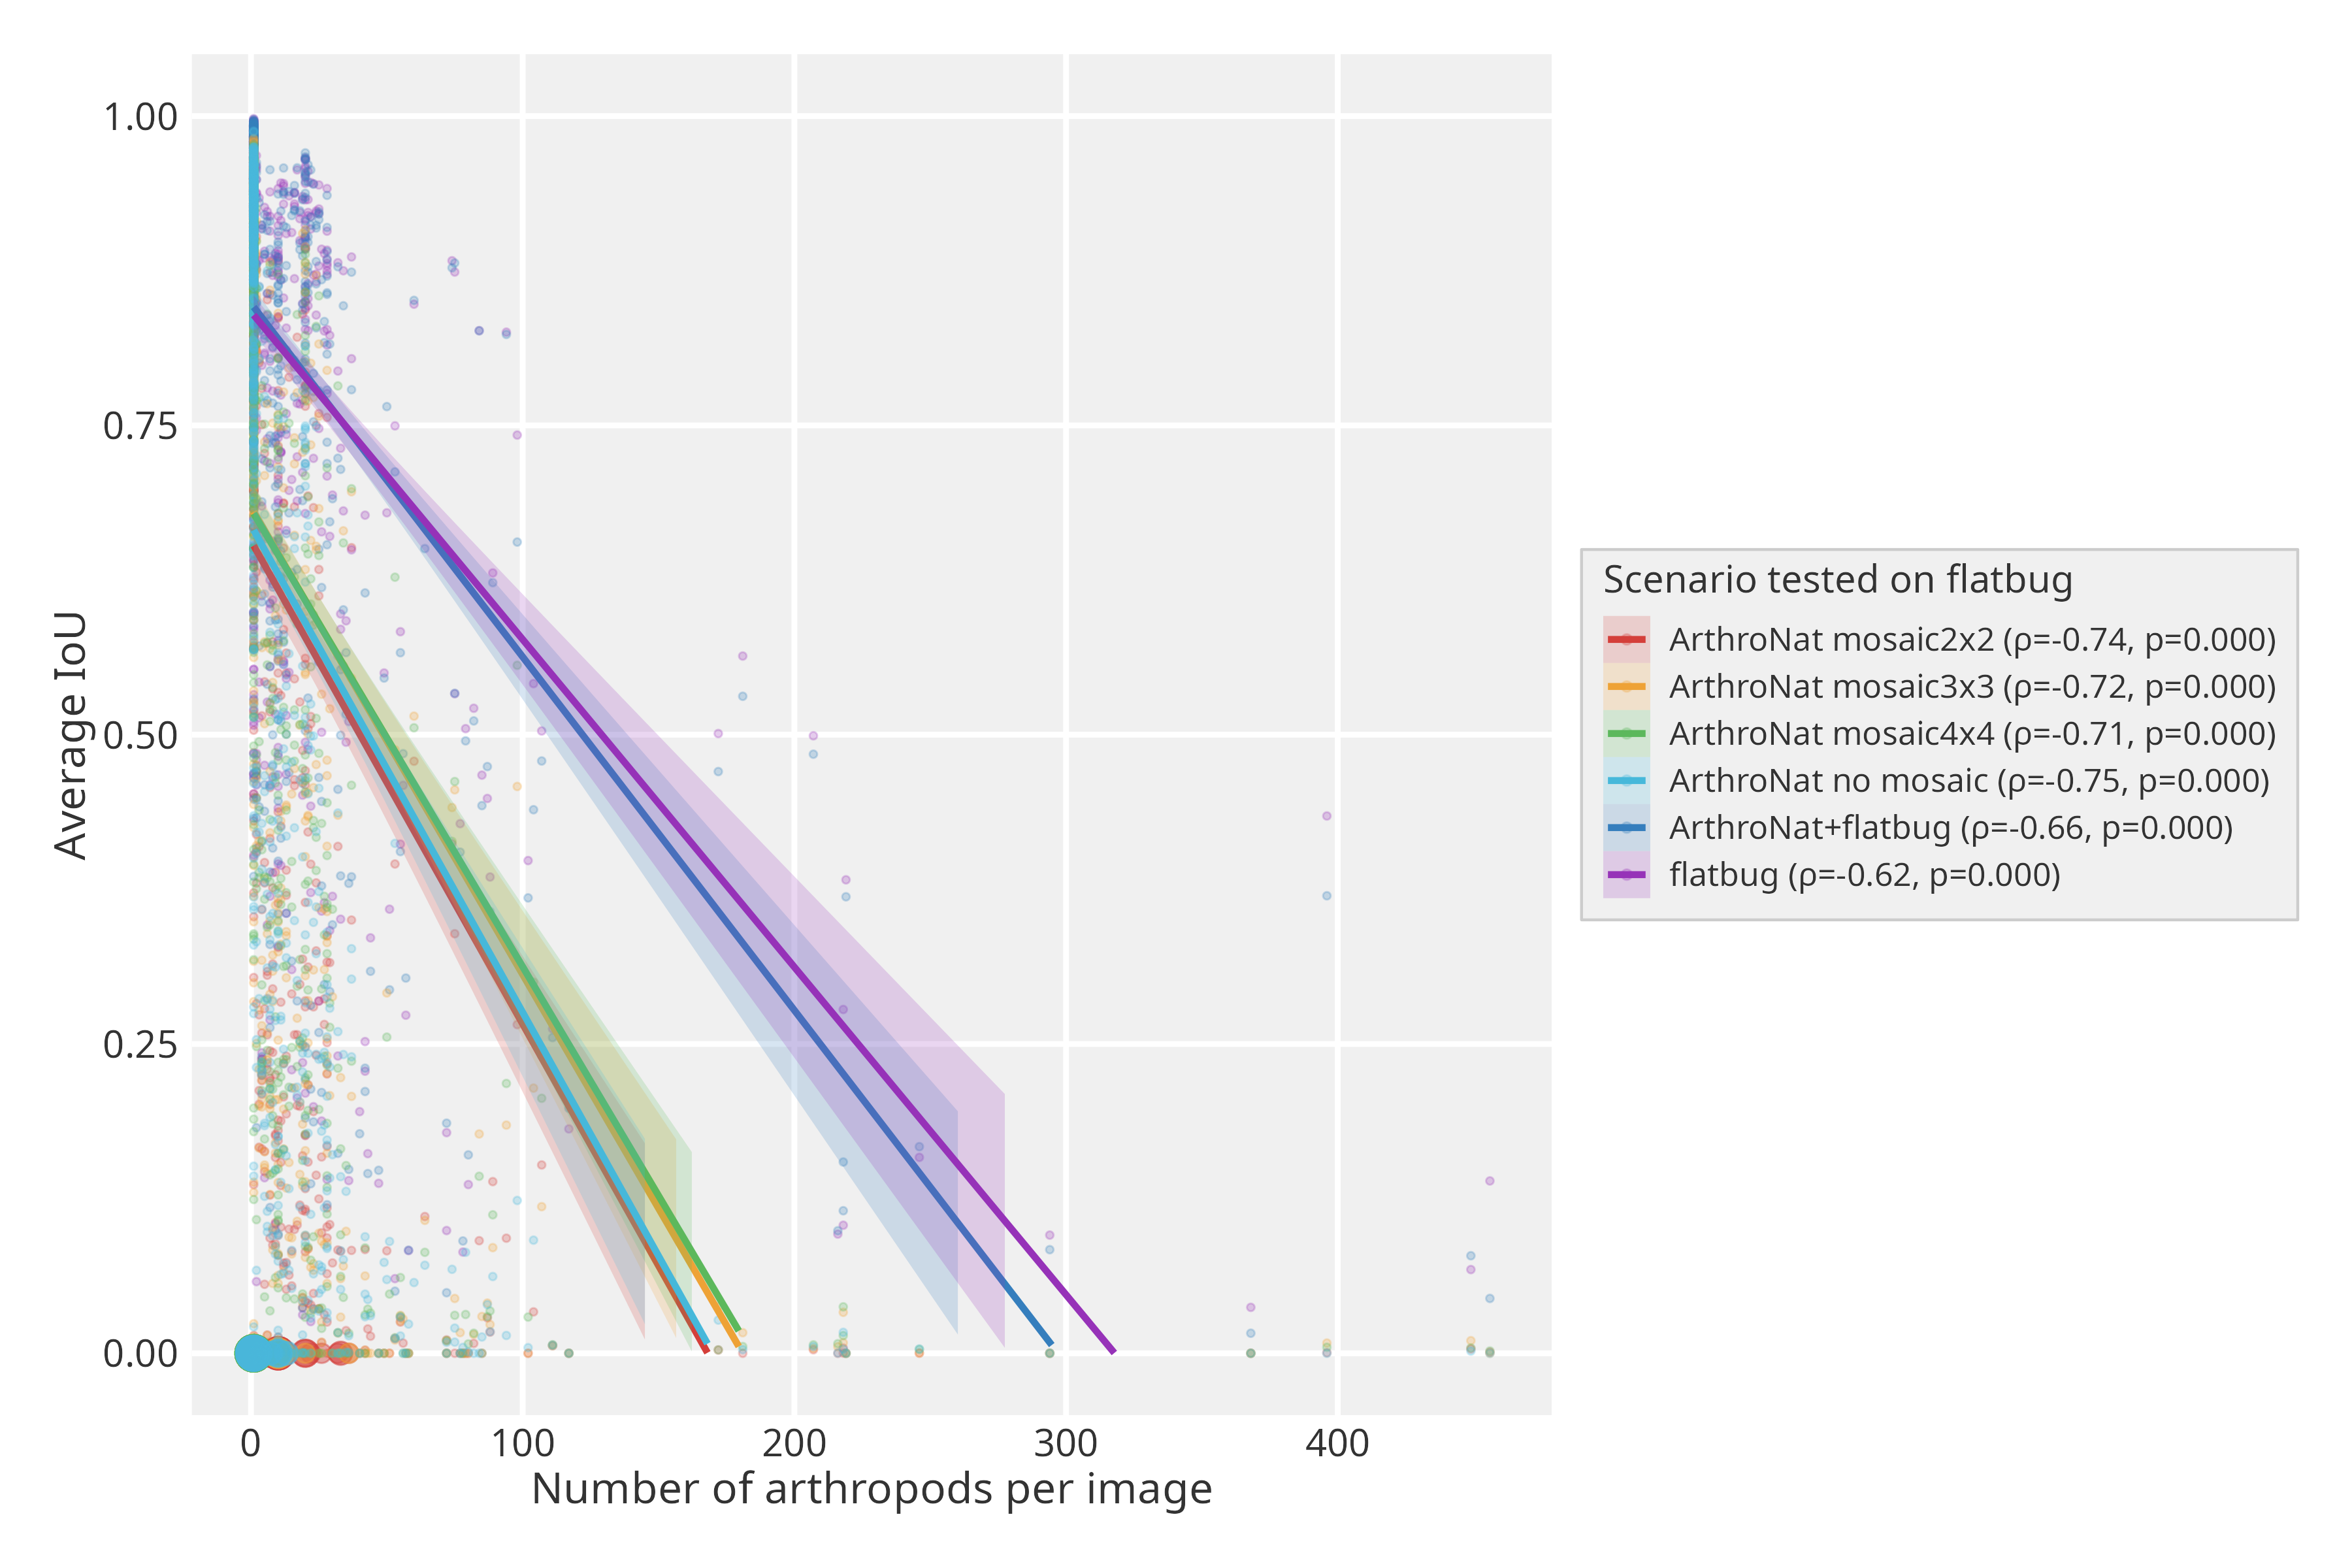 1.00
0.75
0.50
0.25
0.00
Average IoU
0 100 200 300 400
Number of arthropods per image
Scenario tested on flatbug
ArthroNat mosaic2x2 (ρ=-0.74, p=0.000)
ArthroNat mosaic3x3 (ρ=-0.72, p=0.000)
ArthroNat mosaic4x4 (ρ=-0.71, p=0.000)
ArthroNat no mosaic (ρ=-0.75, p=0.000)
ArthroNat+flatbug (ρ=-0.66, p=0.000)
flatbug (ρ=-0.62, p=0.000)